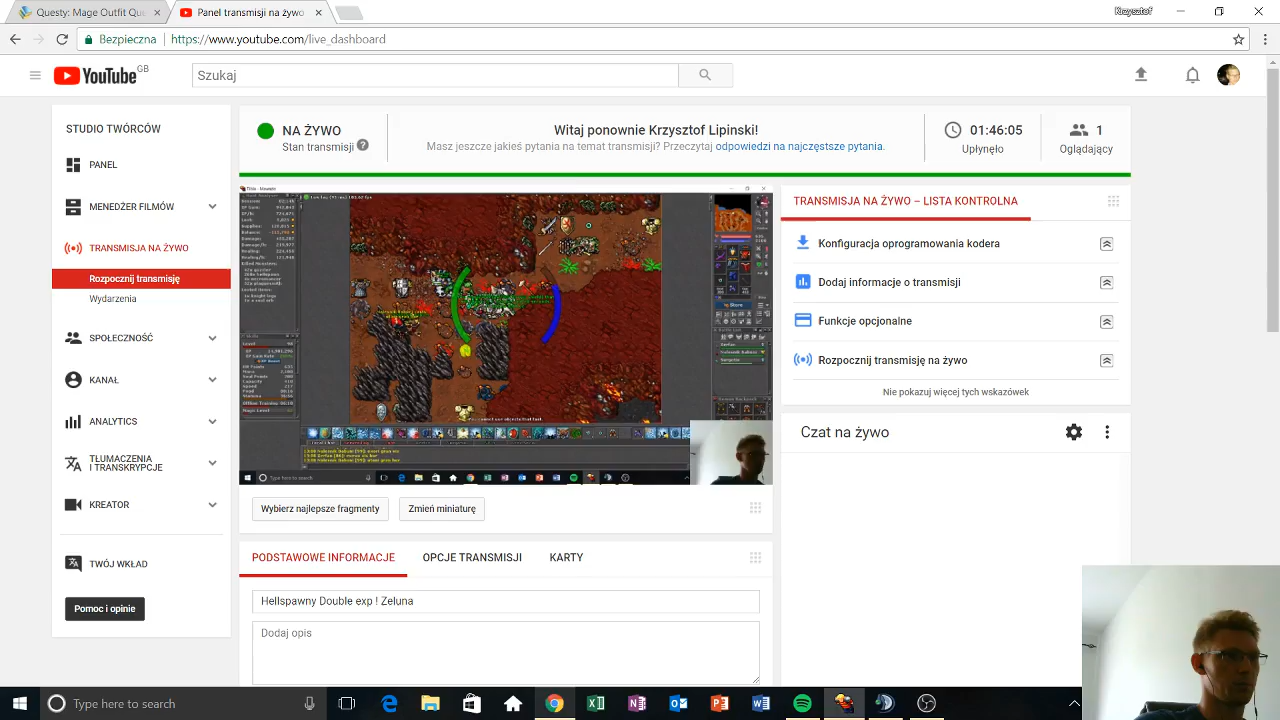 Questy: Mage Outfit Que
Panel transmisji na żywo
Krzysztof
Bezpieczna
https://www.youtube.com/live_dashboard
YouTube GB
Szukaj
STUDIO TWÓRCÓW
PANEL
MENEDŻER FILMÓW
TRANSMISJA NA ŻYWO
Rozpocznij transmisję
Wydarzenia
SPOŁECZNOŚĆ
KANAŁ
ANALYTICS
TŁUMACZENIA
TRANSKRYPCJE
KREATOR
TWÓJ WKŁAD
Pomoc i opinie
NA ŻYWO
Stan transmisji ?
Witaj ponownie Krzysztof Lipinski!
Masz jeszcze jakieś pytania na temat transmisji? Przeczytaj odpowiedzi na najczęstsze pytania.
01:46:05
Upłynęło
1
Oglądający
Store
Type here to search
Wybierz najlepsze fragmenty
Zmień miniaturę
PODSTAWOWE INFORMACJE
OPCJE TRANSMISJI
KARTY
Hellspawny Double exp ! Zeluna
Dodaj opis
TRANSMISJA NA ŻYWO – LISTA KONTROLNA
Konfiguracja oprogramowania kodera
Dodaj informacje o transmisji
Funkcje opcjonalne
Rozpocznij transmisję na żywo
Nie pokazuj więcej tych wskazówek
Czat na żywo
Type here to search